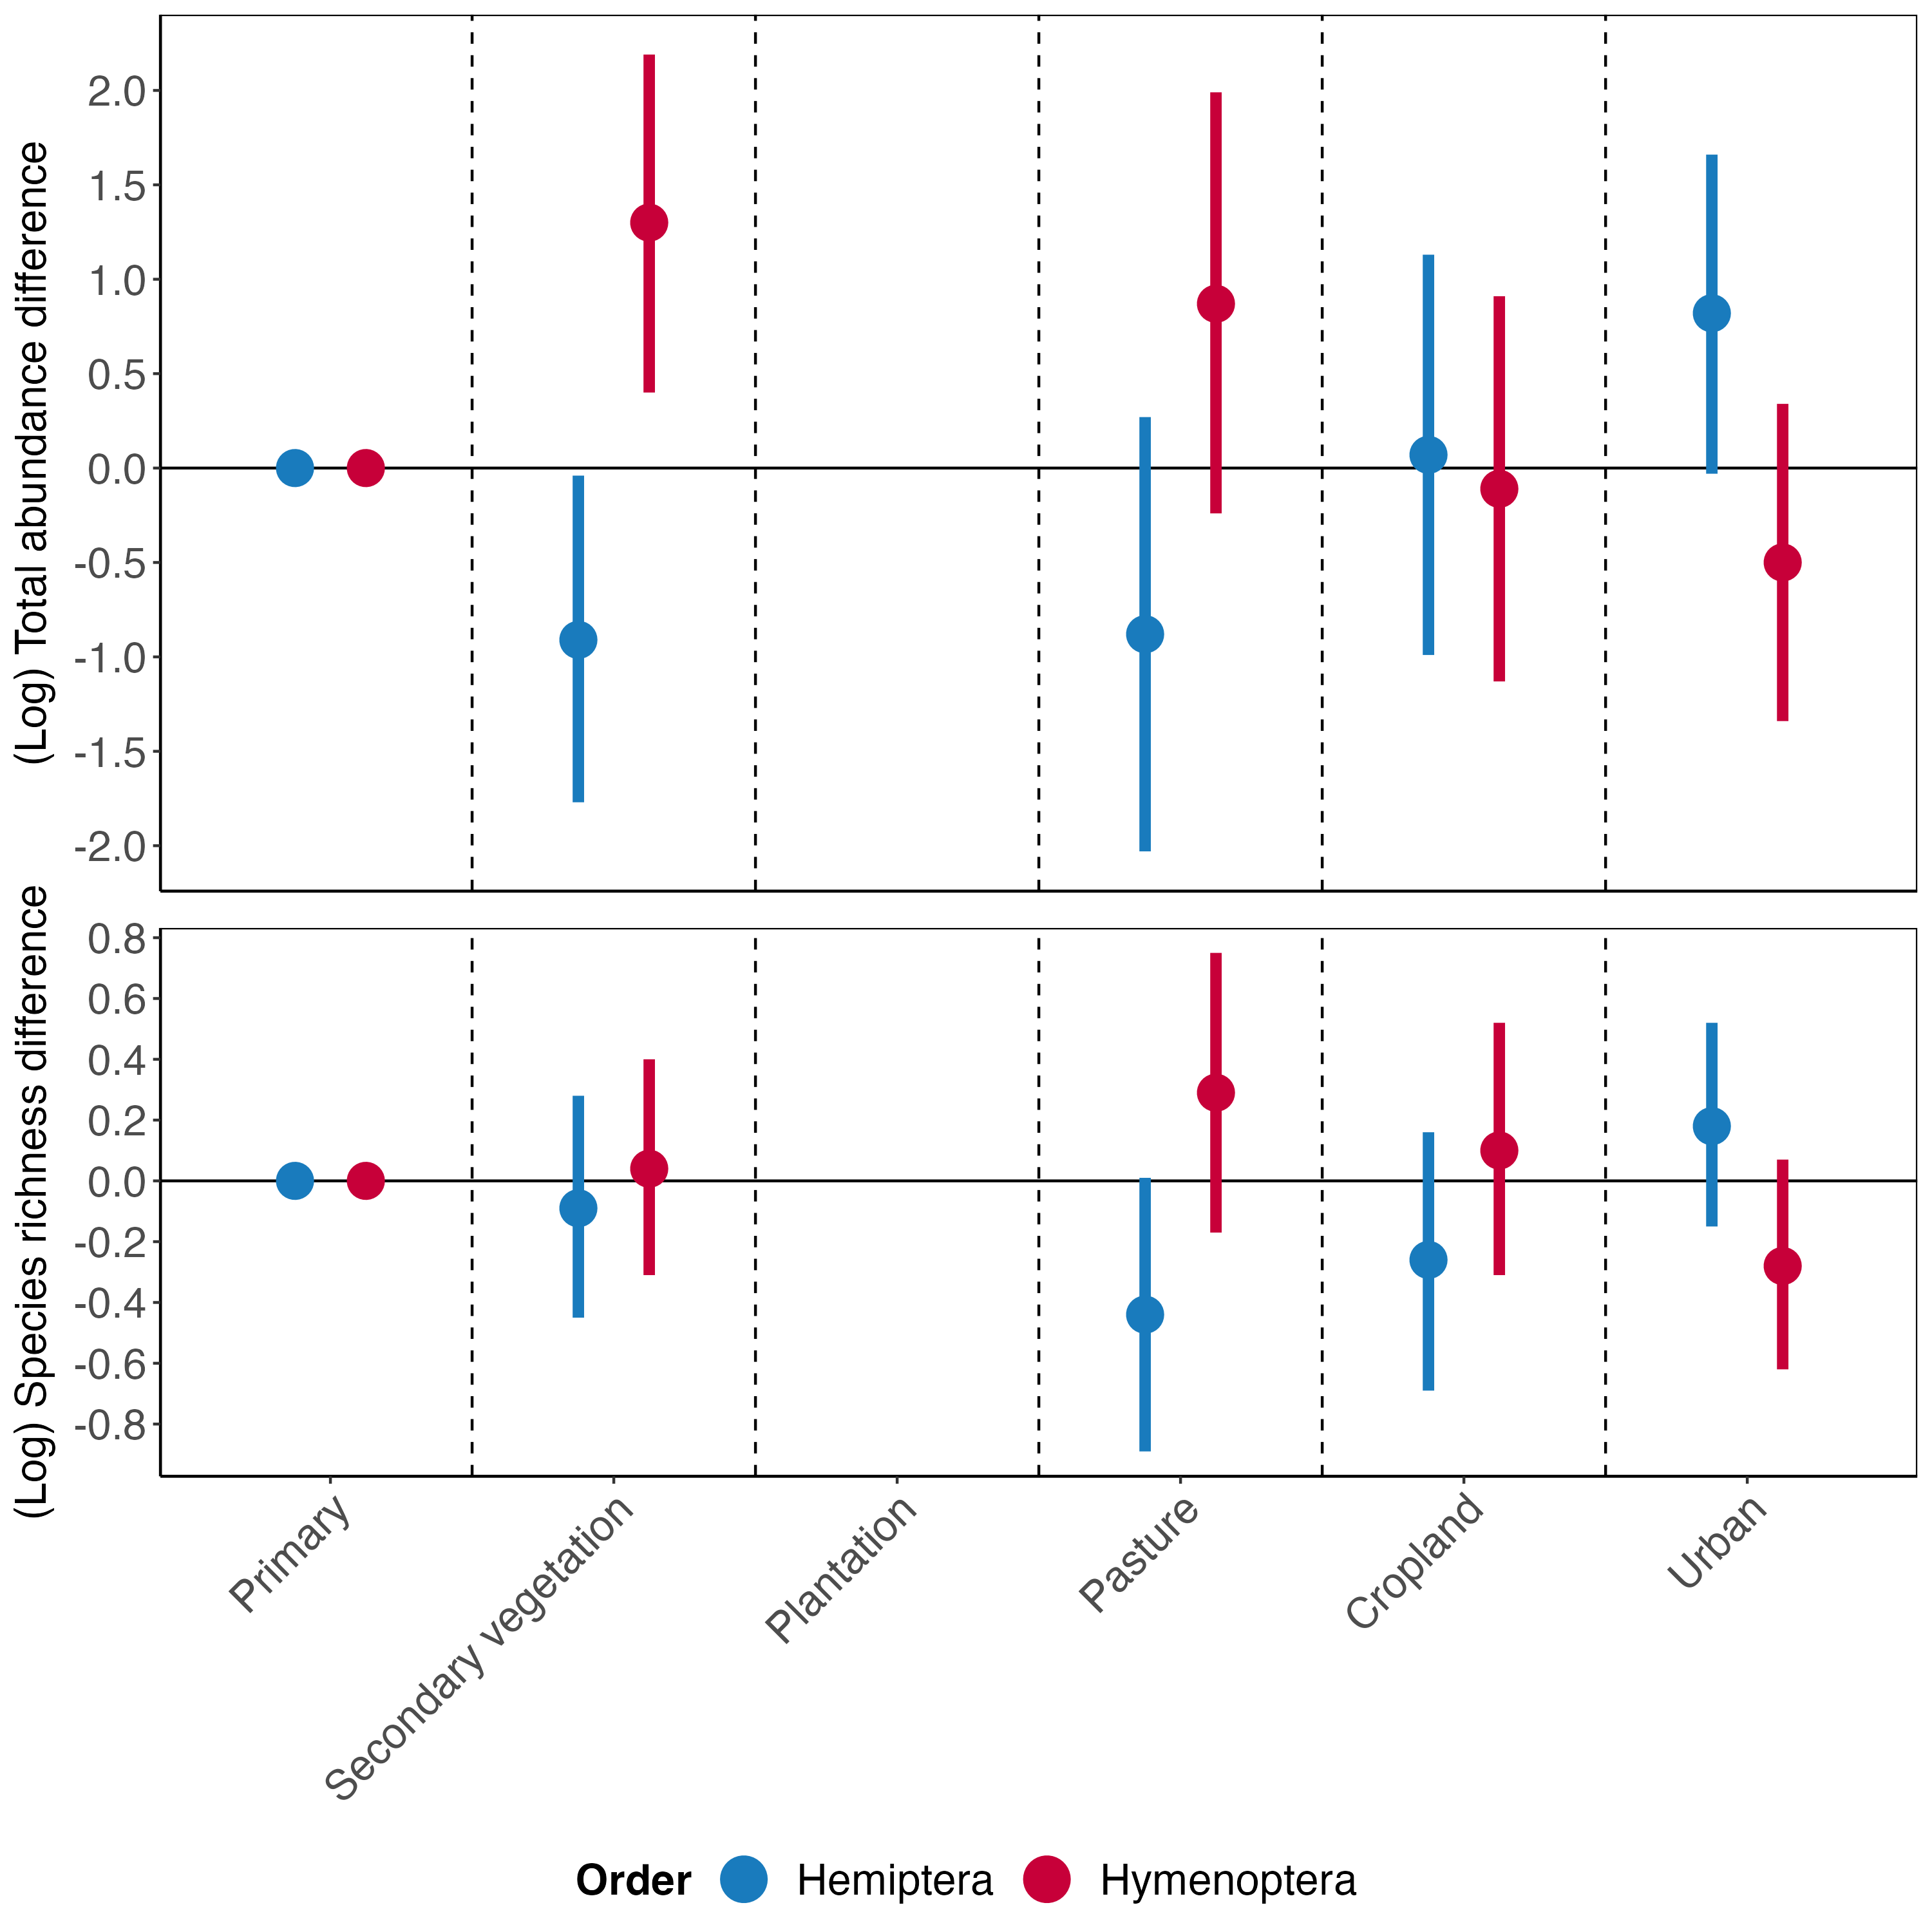 (Log) Total abundance difference
2.0
1.5
1.0
0.5
0.0
-0.5
-1.0
-1.5
-2.0
(Log) Species richness difference
0.8
0.6
0.4
0.2
0.0
-0.2
-0.4
-0.6
-0.8
Primary
Secondary vegetation
Plantation
Pasture
Cropland
Urban
Order Hemiptera Hymenoptera